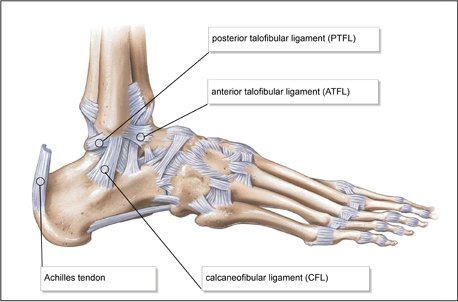 posterior talofibular ligament (PTFL)
anterior talofibular ligament (ATFL)
Achilles tendon
calcaneofibular ligament (CFL)